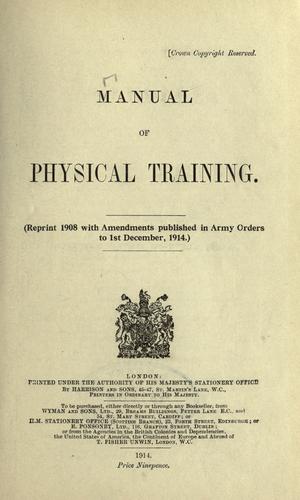 [Crown Copyright Reserved.
MANUAL
OF
PHYSICAL TRAINING.
(Reprint 1908 with Amendments published in Army Orders
to 1st December, 1914.)
LONDON:
PRINTED UNDER THE AUTHORITY OF HIS MAJESTY'S STATIONERY OFFICE
BY HARRISON AND SONS, 45-47, ST. MARTIN'S LANE, W.C.,
PRINTERS IN ORDINARY TO HIS MAJESTY.
To be purchased, either directly or through any Bookseller, from
WYMAN AND SONS, LTD., 29, BREAMS BUILDINGS, FETTER LANE E.C., and
54, ST. MARY STREET, CARDIFF; or
H.M. STATIONERY OFFICE (SCOTTISH BRANCH), 23, FORTH STREET, EDINBURGH; or
E. PONSONBY, LTD., 116, GRAFTON STREET, DUBLIN;
or from the Agencies in the British Colonies and Dependencies,
the United States of America, the Continent of Europe and Abroad of
T. FISHER UNWIN, LONDON, W.C.
1914.
Price Ninepence.